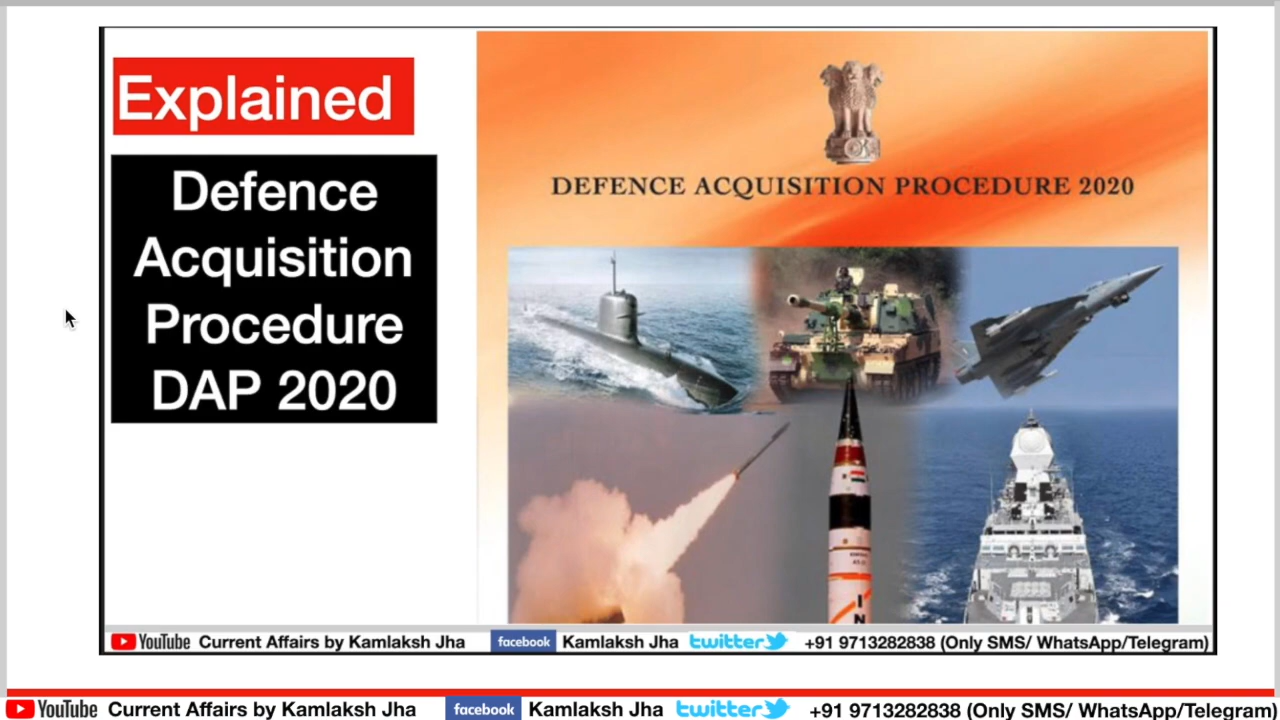 Explained
Defence
Acquisition
Procedure
DAP 2020
DEFENCE ACQUISITION PROCEDURE 2020
YouTube Current Affairs by Kamlaksh Jha facebook Kamlaksh Jha twitter +91 9713282838 (Only SMS/ WhatsApp/Telegram)
YouTube Current Affairs by Kamlaksh Jha facebook Kamlaksh Jha twitter +91 9713282838 (Only SMS/ WhatsApp/Telegram)